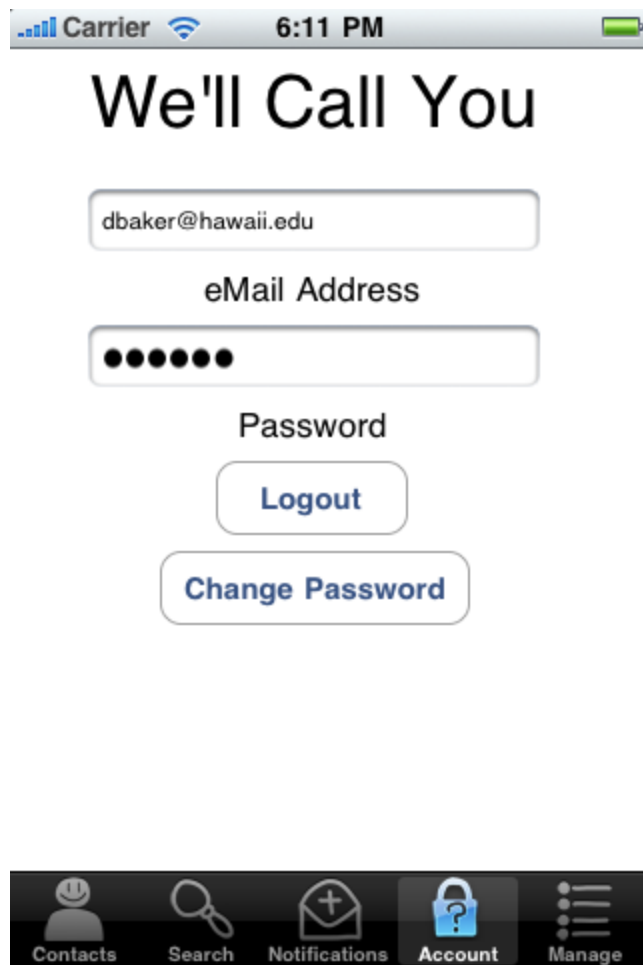 Carrier 6:11 PM
We'll Call You
dbaker@hawaii.edu
eMail Address
●●●●●●
Password
Logout
Change Password
?
Contacts Search Notifications Account Manage